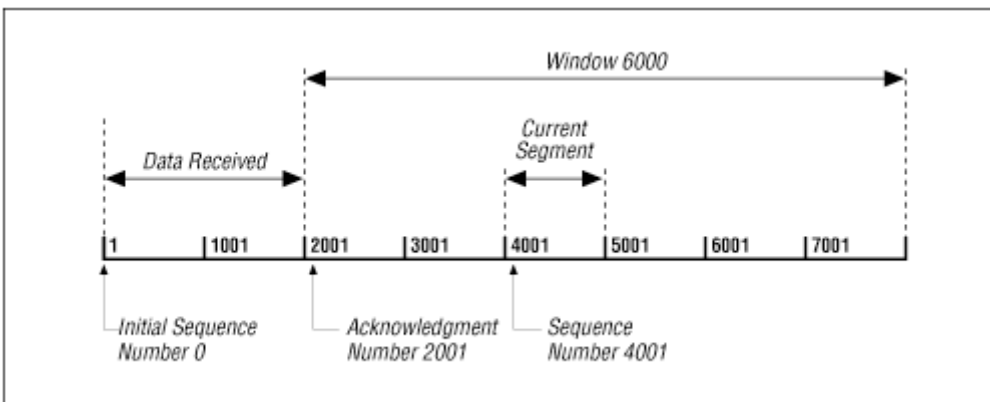 Window 6000
Current
Segment
Data Received
1 1001 2001 3001 4001 5001 6001 7001
Initial Sequence
Number 0
Acknowledgment
Number 2001
Sequence
Number 4001